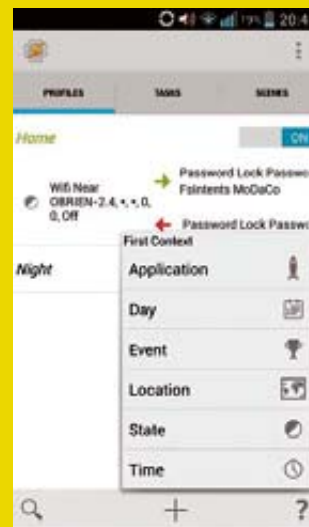 20:4
PROFILES TASKS SCENES
Home ON
Password Lock Passwo
Wifi Near Fsintents MoDaCo
OBRIEN-2.4, *, *, 0,
0, Off Password Lock Passwo
First Context
Night
Application
Day
Event
Location
State
Time
?